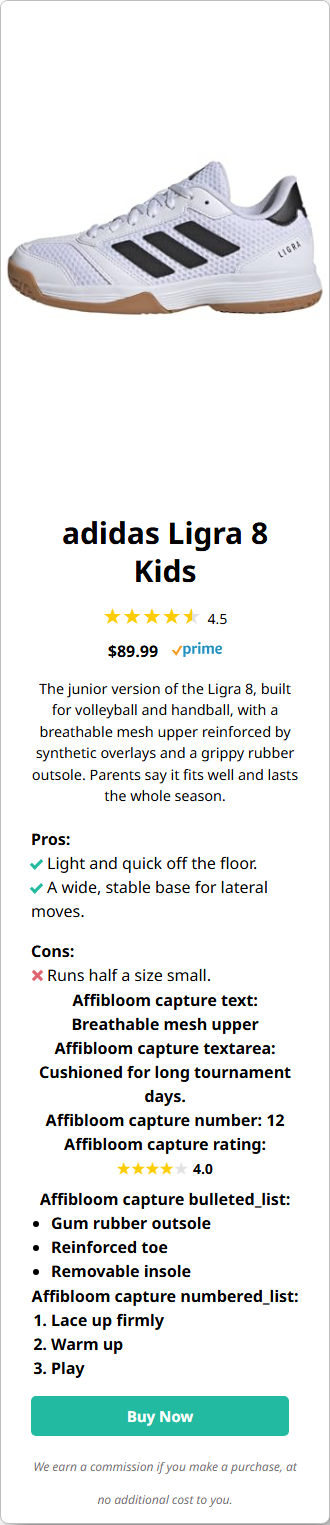 LIGRA
adidas Ligra 8
Kids
4.5
$89.99 prime
The junior version of the Ligra 8, built
for volleyball and handball, with a
breathable mesh upper reinforced by
synthetic overlays and a grippy rubber
outsole. Parents say it fits well and lasts
the whole season.
Pros:
Light and quick off the floor.
A wide, stable base for lateral
moves.
Cons:
Runs half a size small.
Affibloom capture text:
Breathable mesh upper
Affibloom capture textarea:
Cushioned for long tournament
days.
Affibloom capture number: 12
Affibloom capture rating:
4.0
Affibloom capture bulleted_list:
• Gum rubber outsole
• Reinforced toe
• Removable insole
Affibloom capture numbered_list:
1. Lace up firmly
2. Warm up
3. Play
Buy Now
We earn a commission if you make a purchase, at
no additional cost to you.